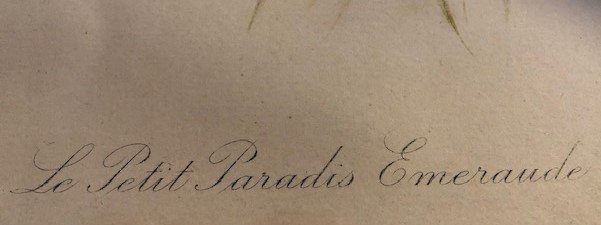 Le Petit Paradis Emeraude